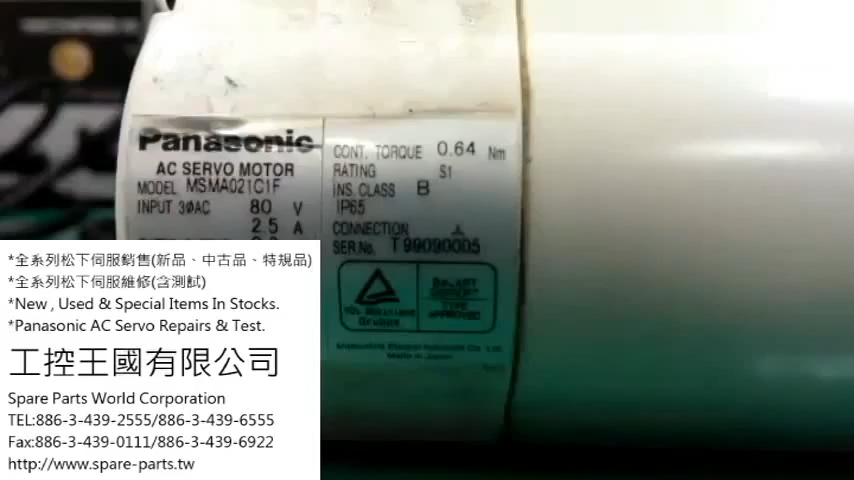 Panasonic
AC SERVO MOTOR
MODEL MSMA021C1F
INPUT 3ØAC 80 V
2.5 A
CONT. TORQUE 0.64 Nm
RATING S1
INS. CLASS B
IP65
CONNECTION
SER.No. T99090005
TYPE
Made in Japan
*全系列松下伺服銷售(新品、中古品、特規品)
*全系列松下伺服維修(含測試)
*New , Used & Special Items In Stocks.
*Panasonic AC Servo Repairs & Test.
工控王國有限公司
Spare Parts World Corporation
TEL:886-3-439-2555/886-3-439-6555
Fax:886-3-439-0111/886-3-439-6922
http://www.spare-parts.tw